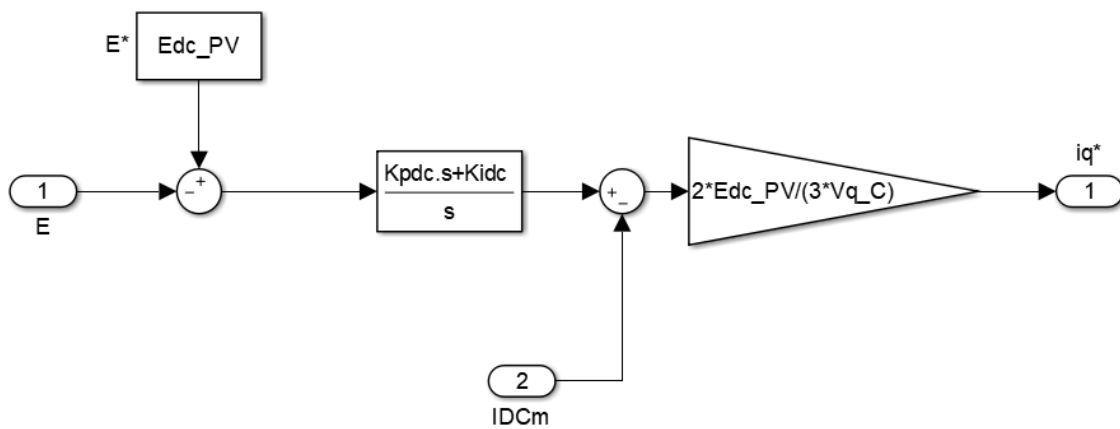 E*
Edc_PV
1
E
- +
Kpdc.s+Kidc
s
+ -
2*Edc_PV/(3*Vq_C)
iq*
1
2
IDCm